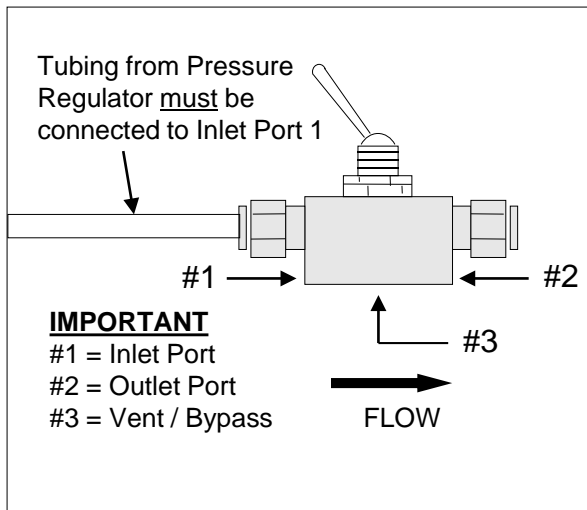 Tubing from Pressure
Regulator must be
connected to Inlet Port 1
#1
#2
#3
IMPORTANT
#1 = Inlet Port
#2 = Outlet Port
#3 = Vent / Bypass
FLOW